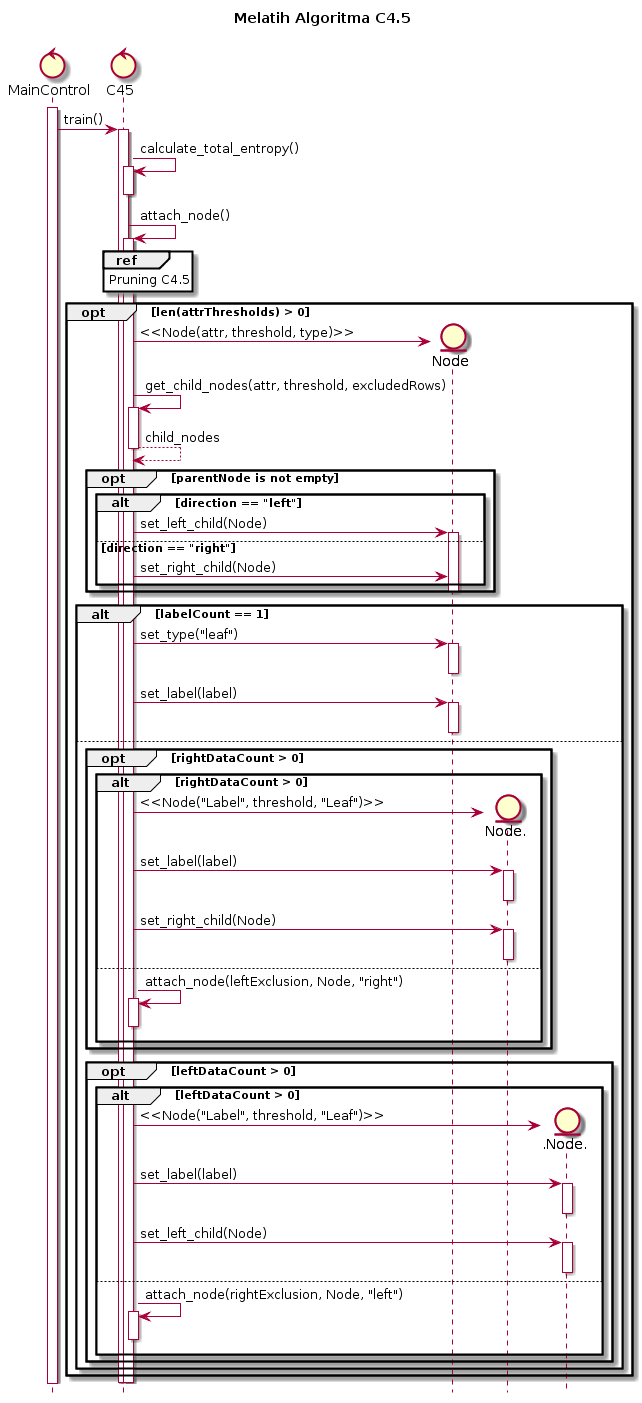 Melatih Algoritma C4.5
MainControl
C45
train()
calculate_total_entropy()
attach_node()
ref
Pruning C4.5
opt [len(attrThresholds) > 0]
<<Node(attr, threshold, type)>>
Node
get_child_nodes(attr, threshold, excludedRows)
child_nodes
opt [parentNode is not empty]
alt [direction == "left"]
set_left_child(Node)
[direction == "right"]
set_right_child(Node)
alt [labelCount == 1]
set_type("leaf")
set_label(label)
opt [rightDataCount > 0]
alt [rightDataCount > 0]
<<Node("Label", threshold, "Leaf")>>
Node.
set_label(label)
set_right_child(Node)
attach_node(leftExclusion, Node, "right")
opt [leftDataCount > 0]
alt [leftDataCount > 0]
<<Node("Label", threshold, "Leaf")>>
.Node.
set_label(label)
set_left_child(Node)
attach_node(rightExclusion, Node, "left")